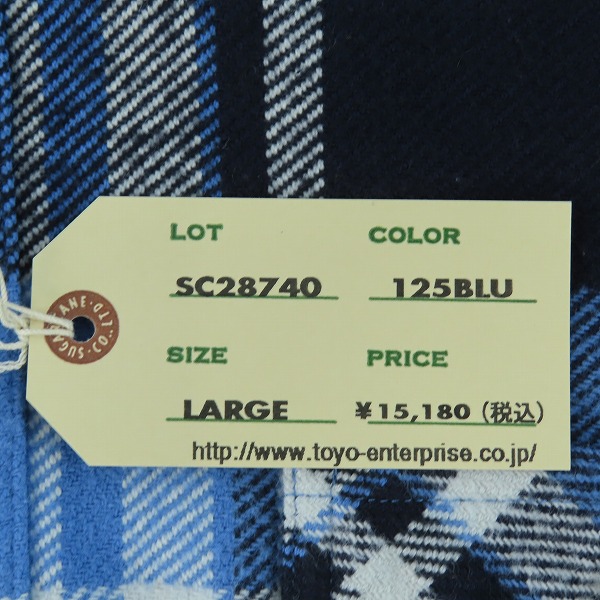 LOT COLOR
SC28740 125BLU
SIZE PRICE
LARGE ¥15,180 (税込)
http://www.toyo-enterprise.co.jp/
SUGAR CANE·LTD·CO.